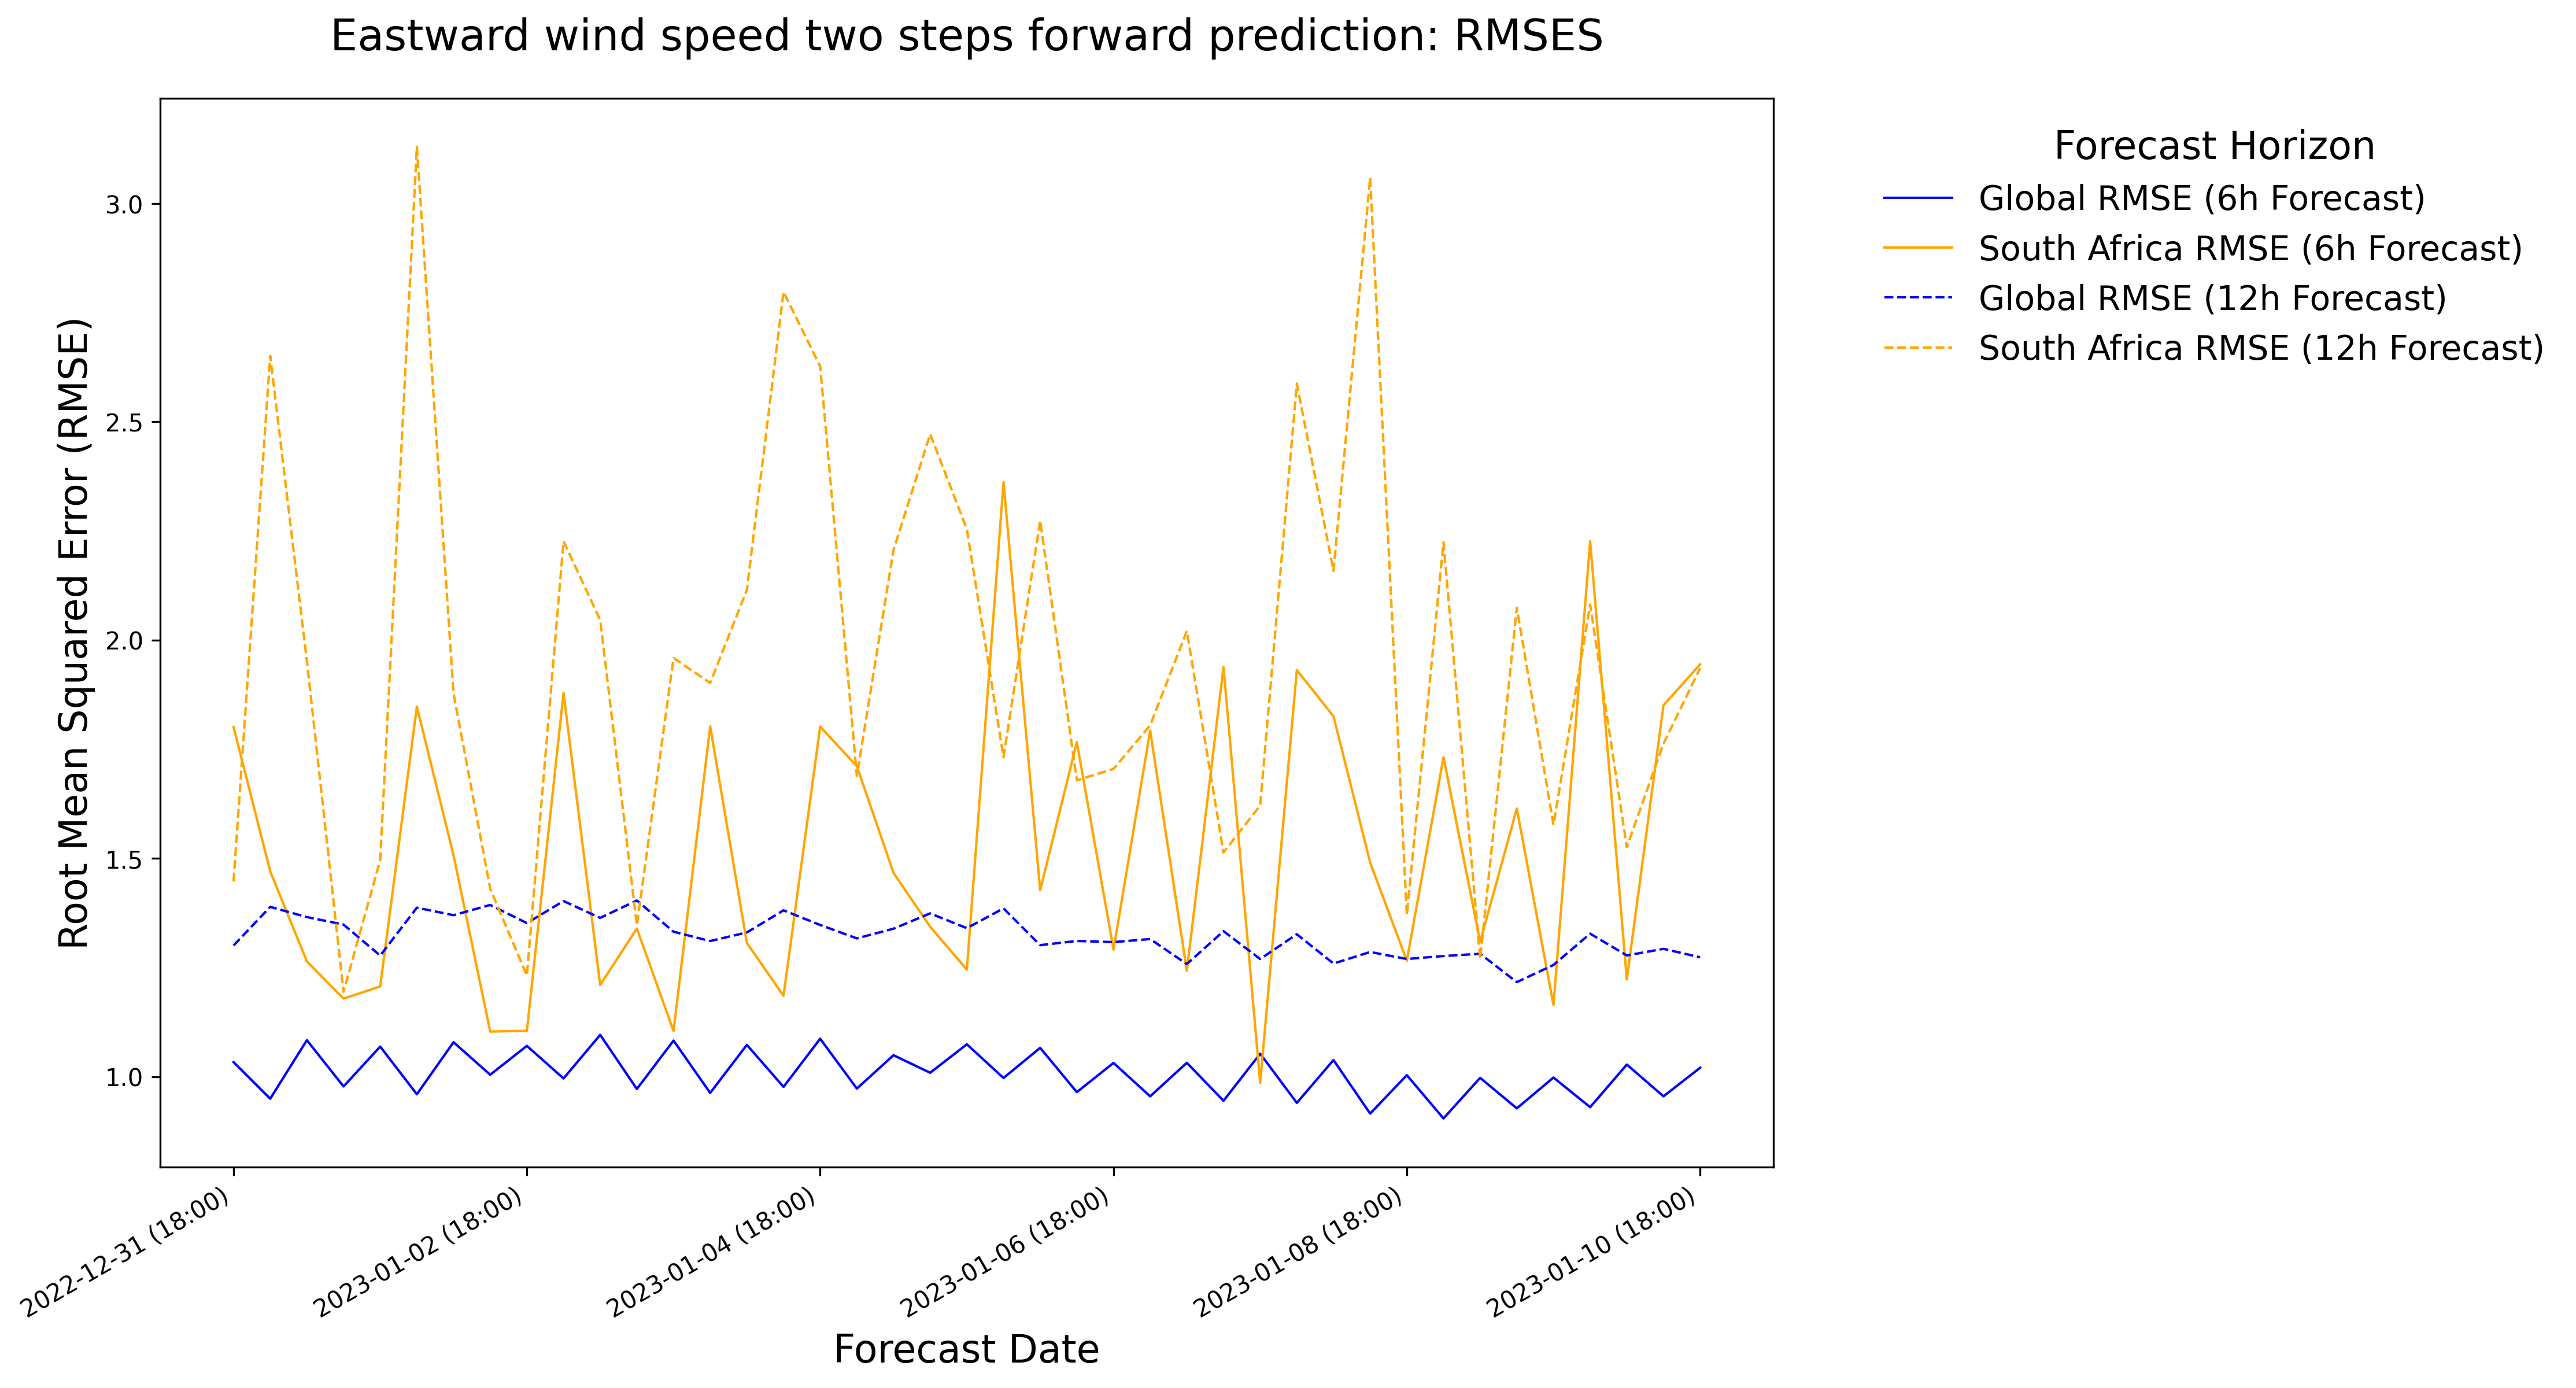 Eastward wind speed two steps forward prediction: RMSES
Root Mean Squared Error (RMSE)
3.0
2.5
2.0
1.5
1.0
2022-12-31 (18:00)
2023-01-02 (18:00)
2023-01-04 (18:00)
2023-01-06 (18:00)
2023-01-08 (18:00)
2023-01-10 (18:00)
Forecast Date
Forecast Horizon
Global RMSE (6h Forecast)
South Africa RMSE (6h Forecast)
Global RMSE (12h Forecast)
South Africa RMSE (12h Forecast)